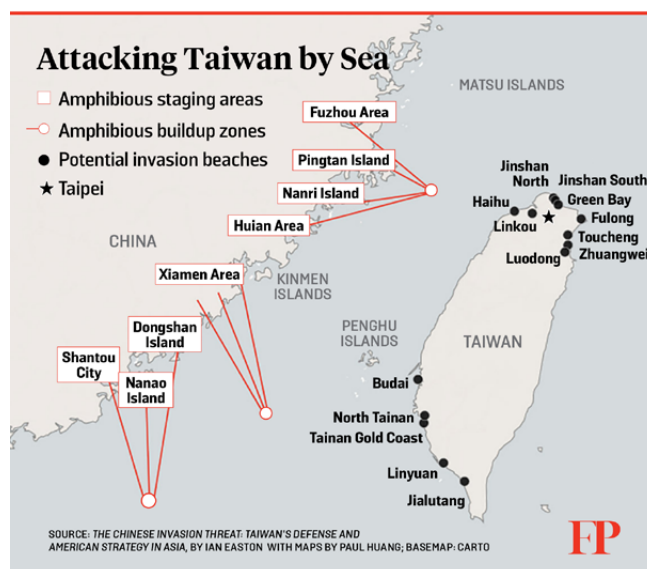 Attacking Taiwan by Sea
Amphibious staging areas
Amphibious buildup zones
Potential invasion beaches
Taipei
MATSU ISLANDS
Fuzhou Area
Pingtan Island
Nanri Island
Huian Area
Jinshan
North
Jinshan South
Green Bay
Haihu
Fulong
Linkou
Toucheng
Luodong
Zhuangwei
CHINA
Xiamen Area
KINMEN
ISLANDS
Dongshan
Island
PENGHU
ISLANDS
TAIWAN
Shantou
City
Nanao
Island
Budai
North Tainan
Tainan Gold Coast
Linyuan
Jialutang
SOURCE: THE CHINESE INVASION THREAT: TAIWAN'S DEFENSE AND
AMERICAN STRATEGY IN ASIA, BY IAN EASTON WITH MAPS BY PAUL HUANG; BASEMAP: CARTO
FP